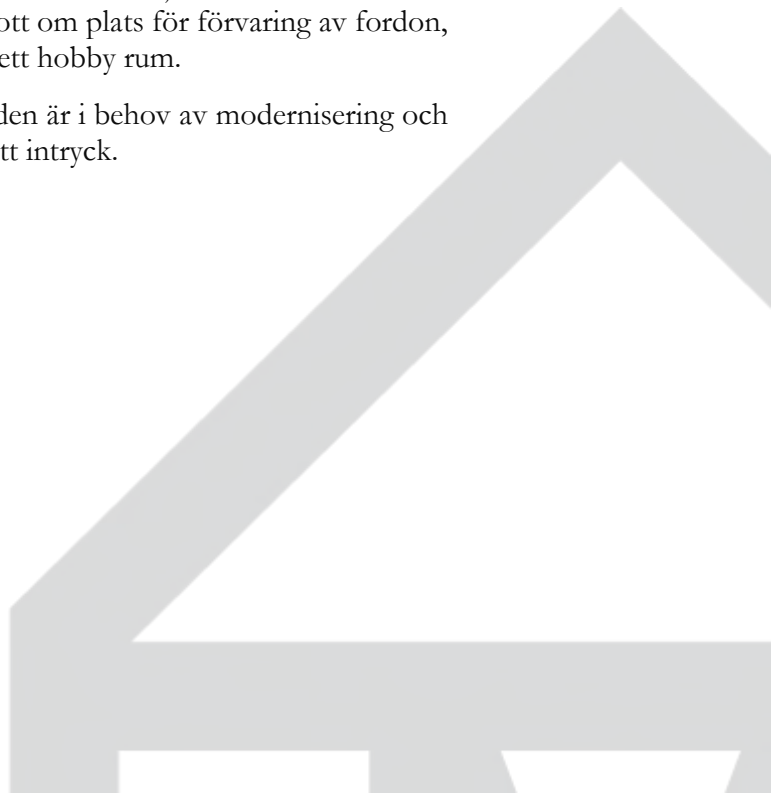 ott om plats för förvaring av fordon,
ett hobby rum.
den är i behov av modernisering och
tt intryck.